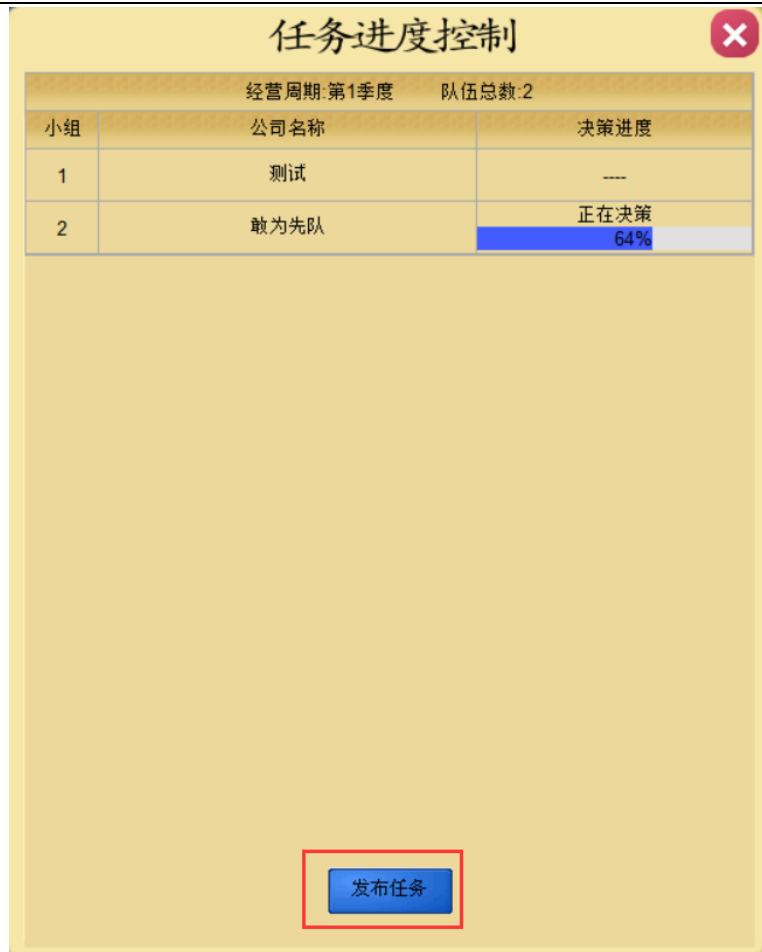 任务进度控制
经营周期:第1季度 队伍总数:2
小组 公司名称 决策进度
1 测试 ----
2 敢为先队 正在决策
64%
发布任务